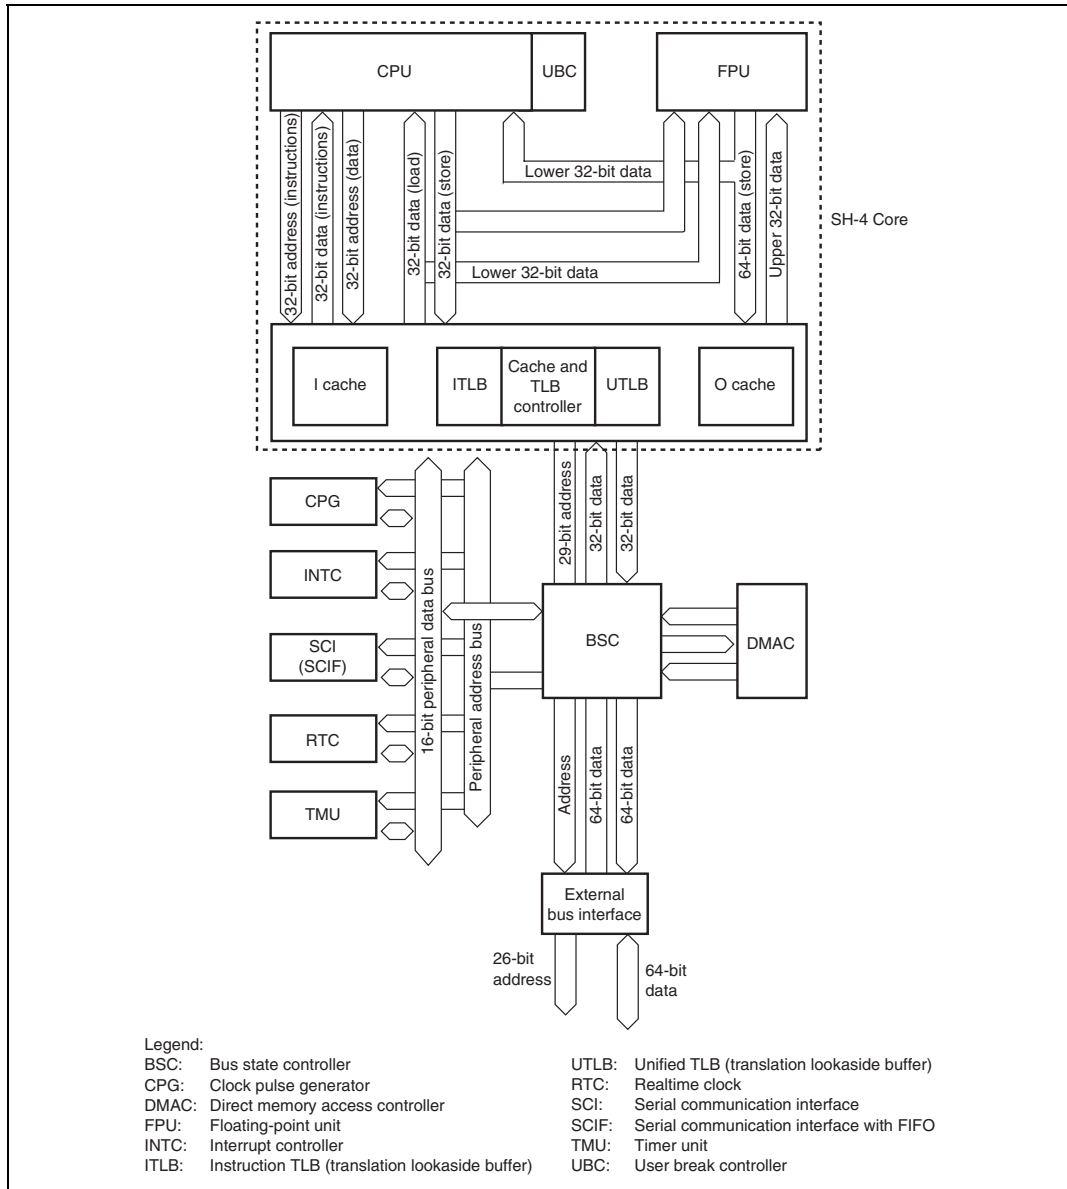 CPU
UBC
FPU
32-bit address (instructions)
32-bit data (instructions)
32-bit address (data)
32-bit data (load)
32-bit data (store)
Lower 32-bit data
Lower 32-bit data
64-bit data (store)
Upper 32-bit data
SH-4 Core
I cache
ITLB
Cache and
TLB
controller
UTLB
O cache
29-bit address
32-bit data
32-bit data
CPG
INTC
SCI
(SCIF)
RTC
TMU
16-bit peripheral data bus
Peripheral address bus
BSC
DMAC
Address
64-bit data
64-bit data
External
bus interface
26-bit
address
64-bit
data
Legend:
BSC: Bus state controller
CPG: Clock pulse generator
DMAC: Direct memory access controller
FPU: Floating-point unit
INTC: Interrupt controller
ITLB: Instruction TLB (translation lookaside buffer)
UTLB: Unified TLB (translation lookaside buffer)
RTC: Realtime clock
SCI: Serial communication interface
SCIF: Serial communication interface with FIFO
TMU: Timer unit
UBC: User break controller